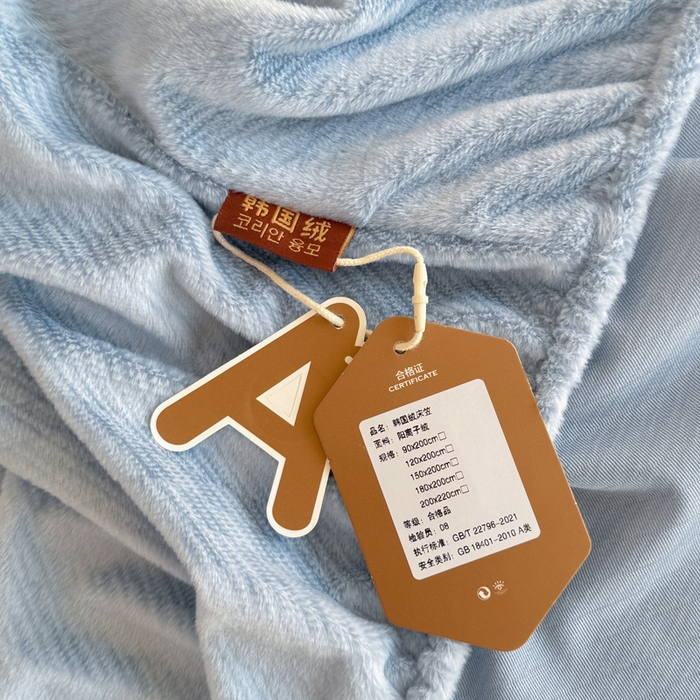 韩国绒
코리안 융모
A
合格证
CERTIFICATE
品名：韩国绒床笠
面料：阳离子绒
规格：90x200cm□
120x200cm□
150x200cm□
180x200cm□
200x220cm□
等级：合格品
检验员：08
执行标准：GB/T 22796-2021
安全类别：GB 18401-2010 A类